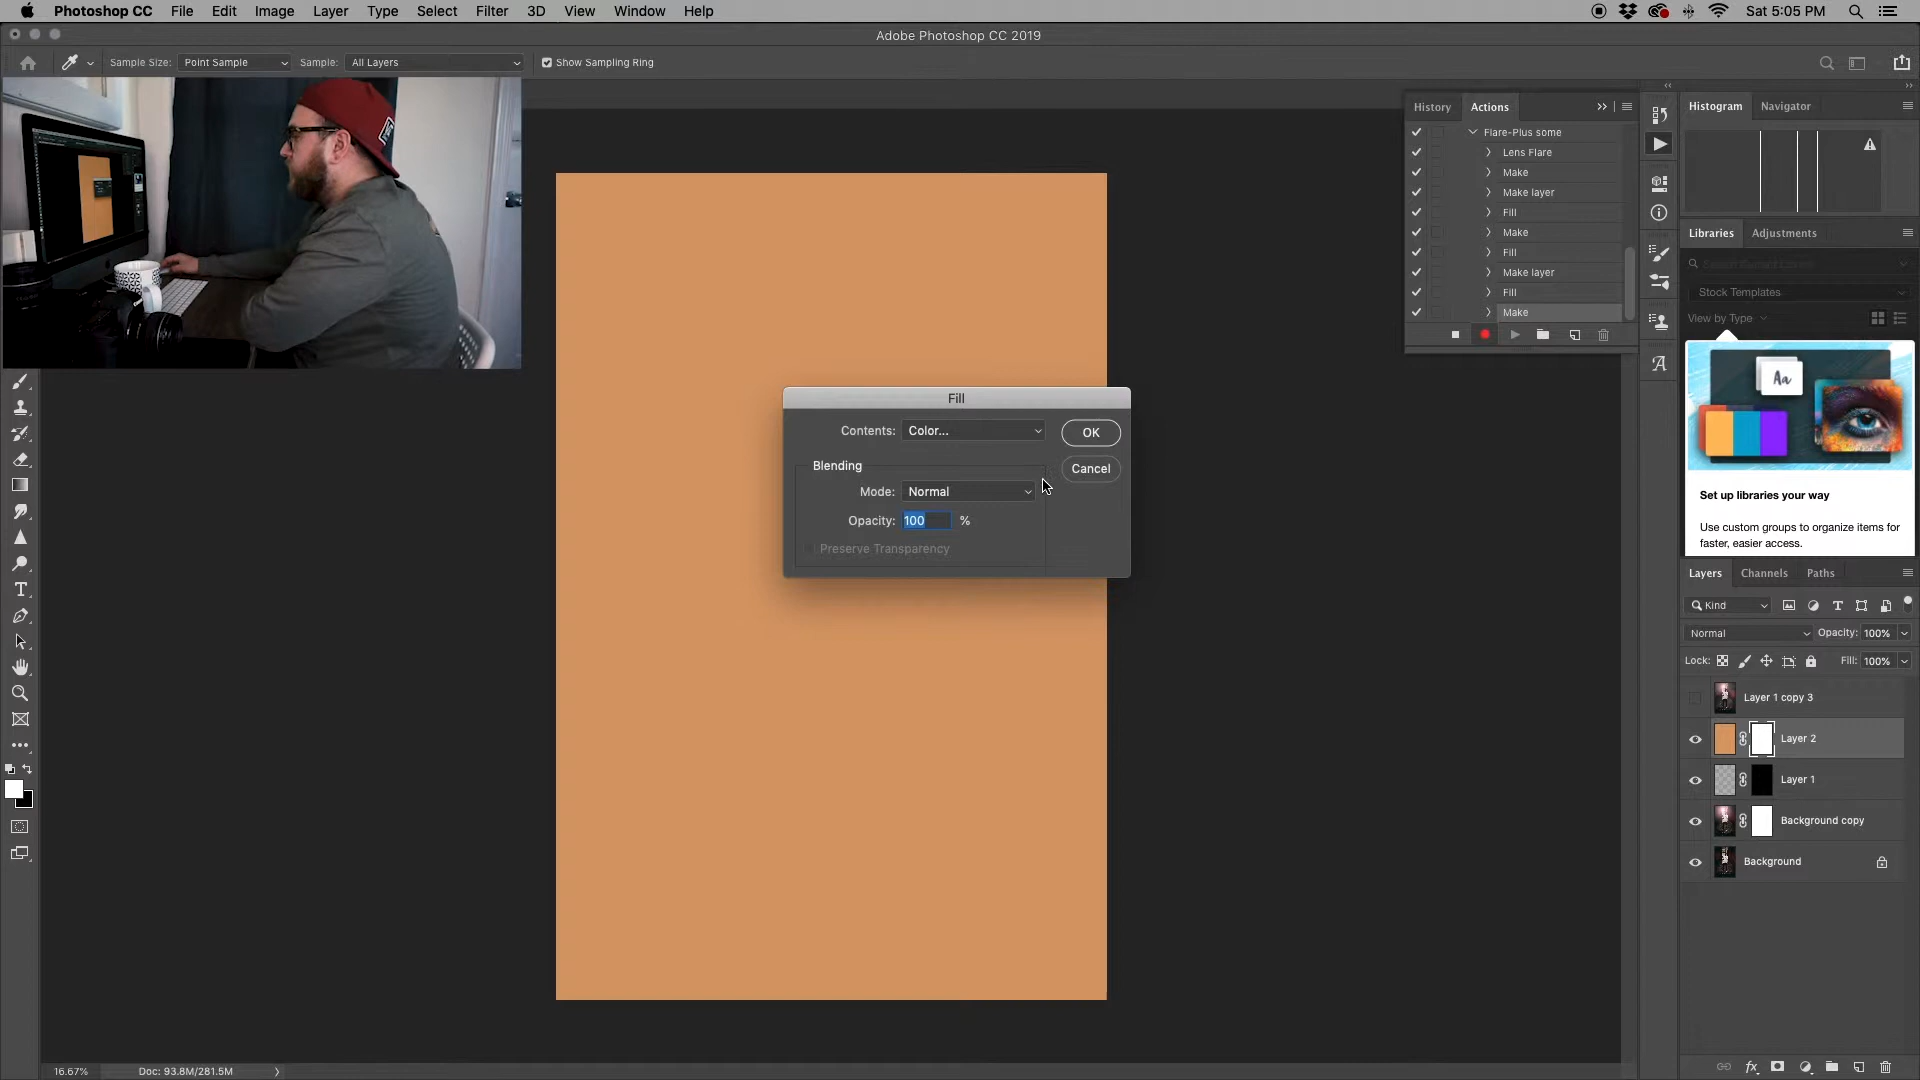 Photoshop CC File Edit Image Layer Type Select Filter 3D View Window Help Sat 5:05 PM
Adobe Photoshop CC 2019
Sample Size: Point Sample Sample: All Layers Show Sampling Ring
History Actions
Flare-Plus some
Lens Flare
Make
Make layer
Fill
Make
Fill
Make layer
Fill
Make
Histogram Navigator
Libraries Adjustments
Stock Templates
View by Type
Aa
Set up libraries your way
Use custom groups to organize items for
faster, easier access.
Fill
Contents: Color...
OK
Blending
Cancel
Mode: Normal
Opacity: 100 %
Preserve Transparency
Layers Channels Paths
Kind
Normal Opacity: 100%
Lock: Fill: 100%
Layer 1 copy 3
Layer 2
Layer 1
Background copy
Background
16.67% Doc: 93.8M/281.5M